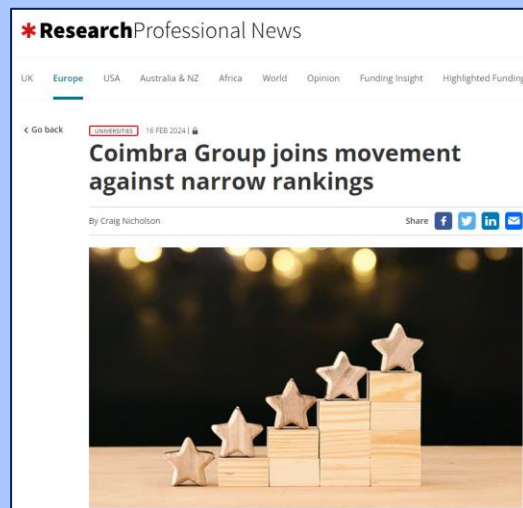 *ResearchProfessional News
UK Europe USA Australia & NZ Africa World Opinion Funding Insight Highlighted Funding
< Go back
UNIVERSITIES 16 FEB 2024 |
Coimbra Group joins movement
against narrow rankings
By Craig Nicholson Share